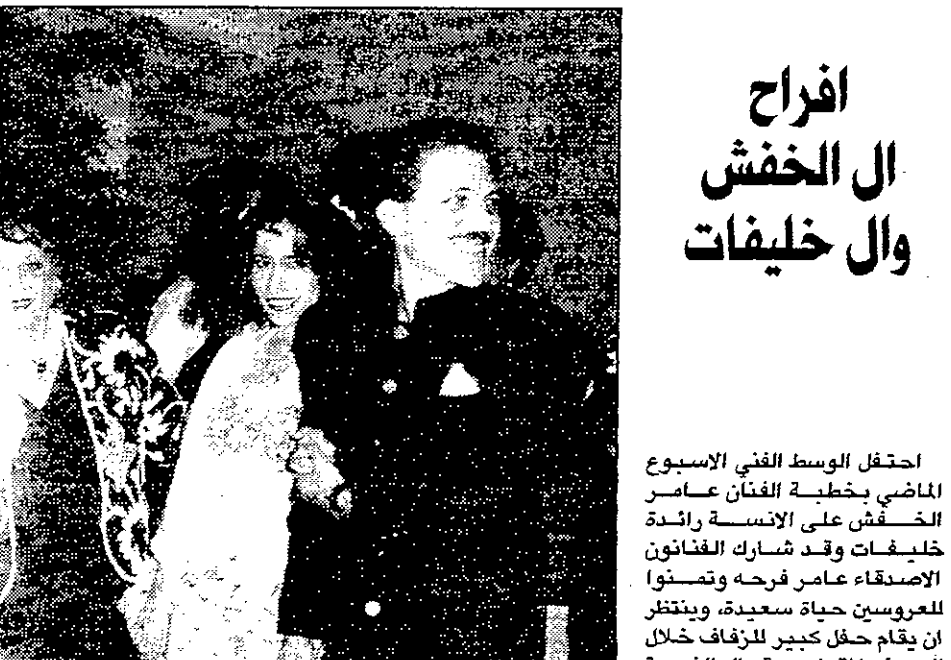 افراح
ال الخفش
وال خليفات
احتفل الوسط الفني الاسبوع
الماضي بخطبة الفنان عامر
الخفش على الانسة رائدة
خليفات وقد شارك الفنانون
الاصدقاء عامر فرحه وتمنوا
للعروسين حياة سعيدة، وينتظر
ان يقام حفل كبير للزفاف خلال